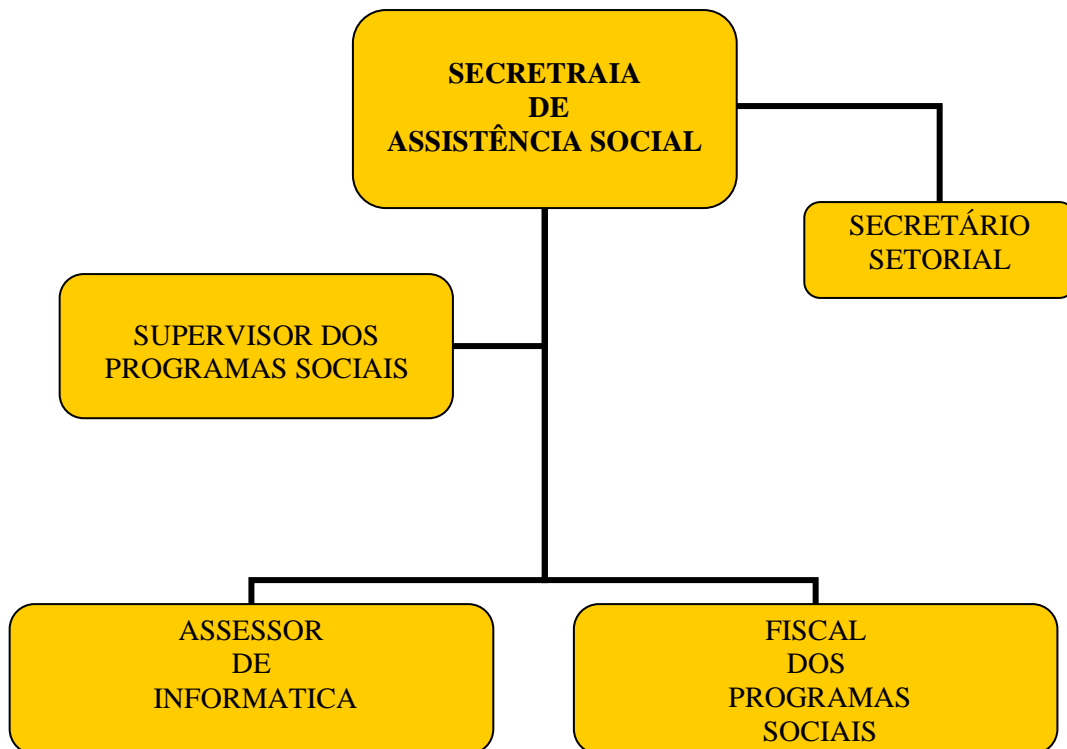 SECRETRAIA
DE
ASSISTÊNCIA SOCIAL
SECRETÁRIO
SETORIAL
SUPERVISOR DOS
PROGRAMAS SOCIAIS
ASSESSOR
DE
INFORMATICA
FISCAL
DOS
PROGRAMAS
SOCIAIS